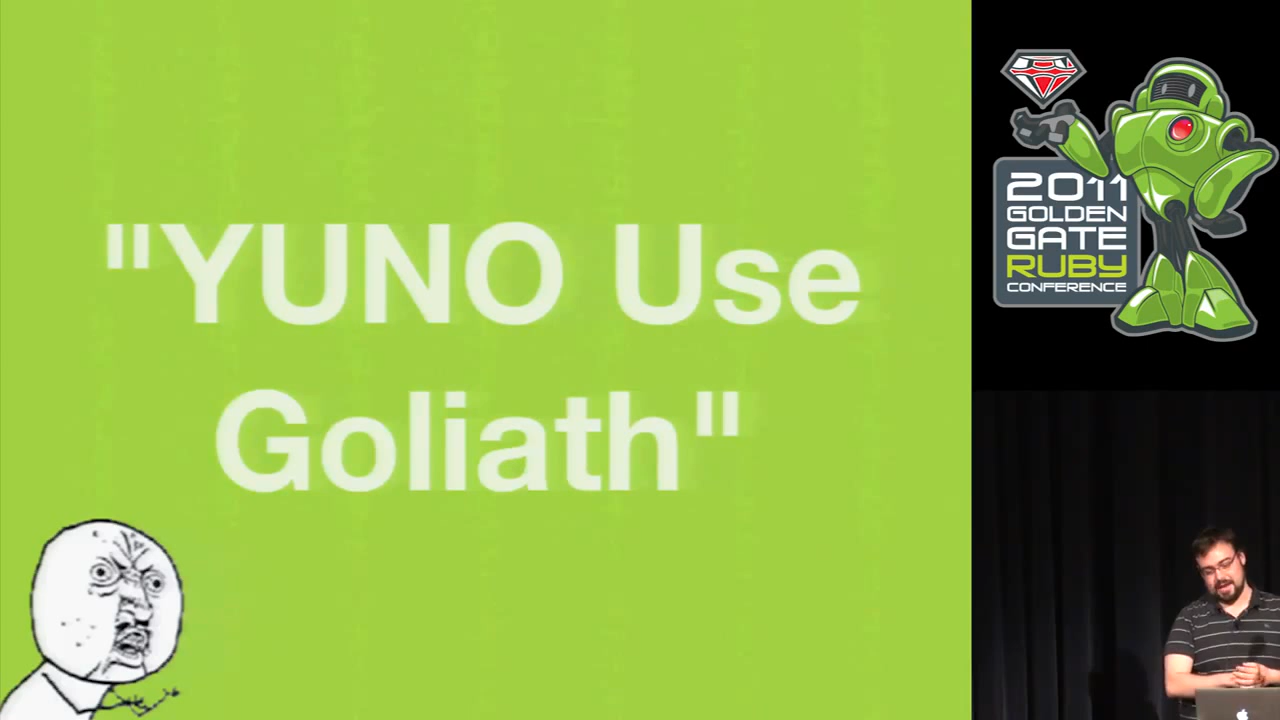 "YUNO Use
Goliath"
2011
GOLDEN
GATE
RUBY
CONFERENCE